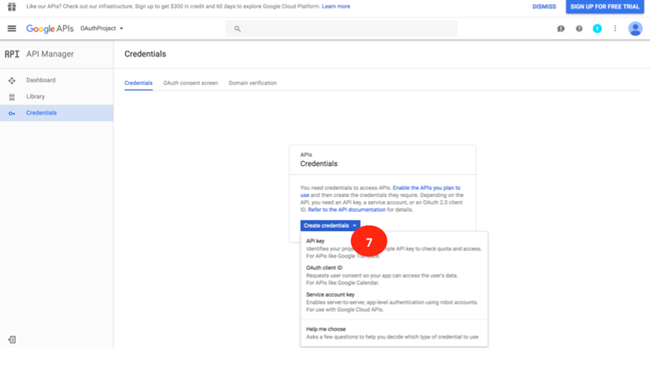 Like our APIs? Check out our infrastructure. Sign up to get $300 in credit and 60 days to explore Google Cloud Platform. Learn more
DISMISS
SIGN UP FOR FREE TRIAL
Google APIs OAuthProject
API API Manager
Credentials
Dashboard
Library
Credentials
Credentials OAuth consent screen Domain verification
APIs
Credentials
You need credentials to access APIs. Enable the APIs you plan to
use and then create the credentials they require. Depending on the
API, you need an API key, a service account, or an OAuth 2.0 client
ID. Refer to the API documentation for details.
Create credentials
7
API key
Identifies your API key to check quota and access.
For APIs like Google
OAuth client ID
Requests user consent so your app can access the user's data.
For APIs like Google Calendar.
Service account key
Enables server-to-server, app-level authentication using robot accounts.
For use with Google Cloud APIs.
Help me choose
Asks a few questions to help you decide which type of credential to use